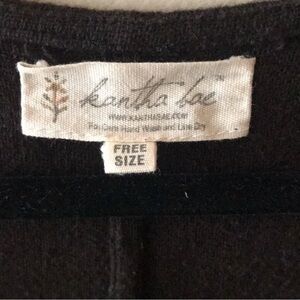 kantha bae
WWW.KANTHABAE.COM
For Care Hand Wash and Line Dry
FREE
SIZE